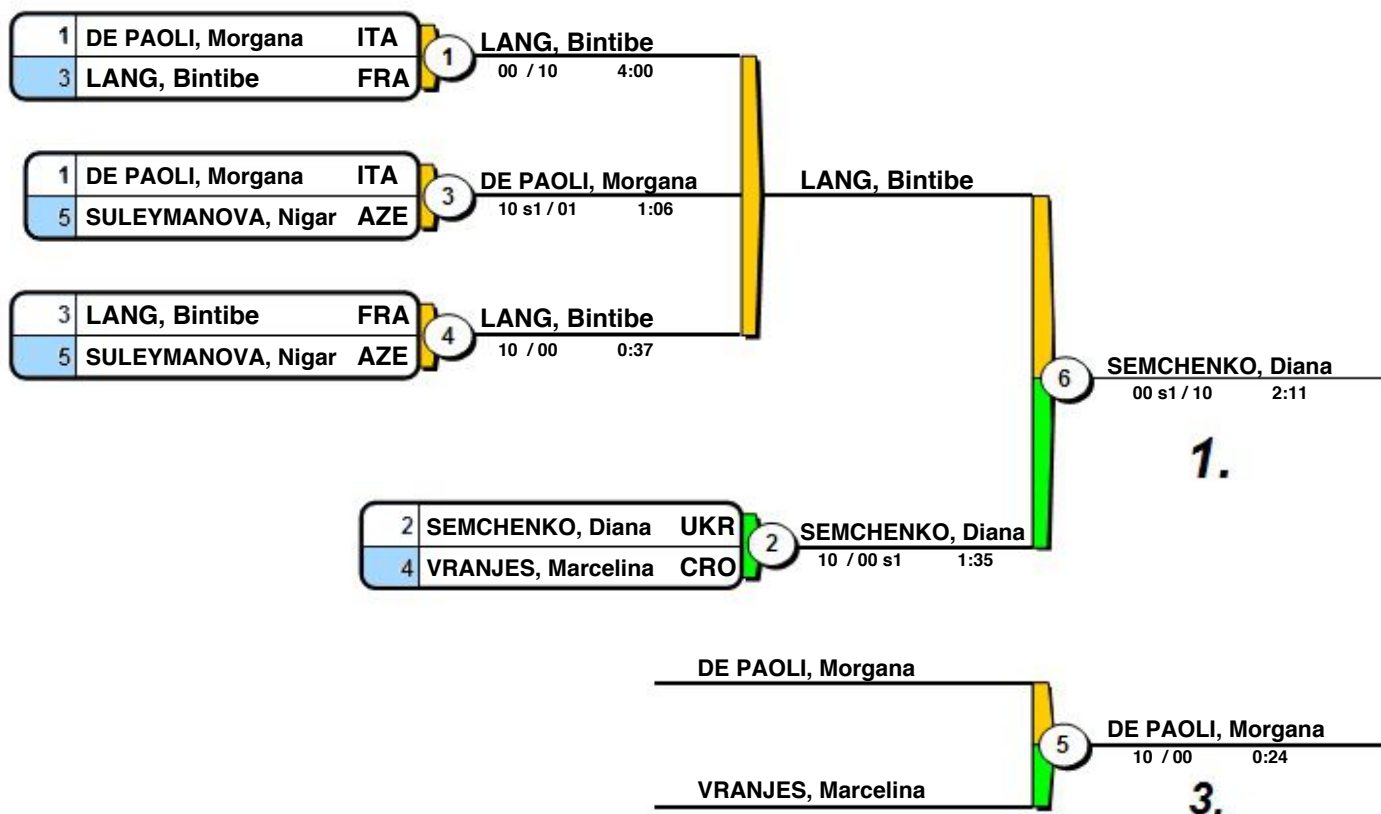 1 DE PAOLI, Morgana ITA
3 LANG, Bintibe FRA
1 LANG, Bintibe
00 / 10 4:00
1 DE PAOLI, Morgana ITA
5 SULEYMANOVA, Nigar AZE
3 DE PAOLI, Morgana
10 s1 / 01 1:06
LANG, Bintibe
3 LANG, Bintibe FRA
5 SULEYMANOVA, Nigar AZE
4 LANG, Bintibe
10 / 00 0:37
6 SEMCHENKO, Diana
00 s1 / 10 2:11
1.
2 SEMCHENKO, Diana UKR
4 VRANJES, Marcelina CRO
2 SEMCHENKO, Diana
10 / 00 s1 1:35
DE PAOLI, Morgana
5 DE PAOLI, Morgana
10 / 00 0:24
VRANJES, Marcelina
3.